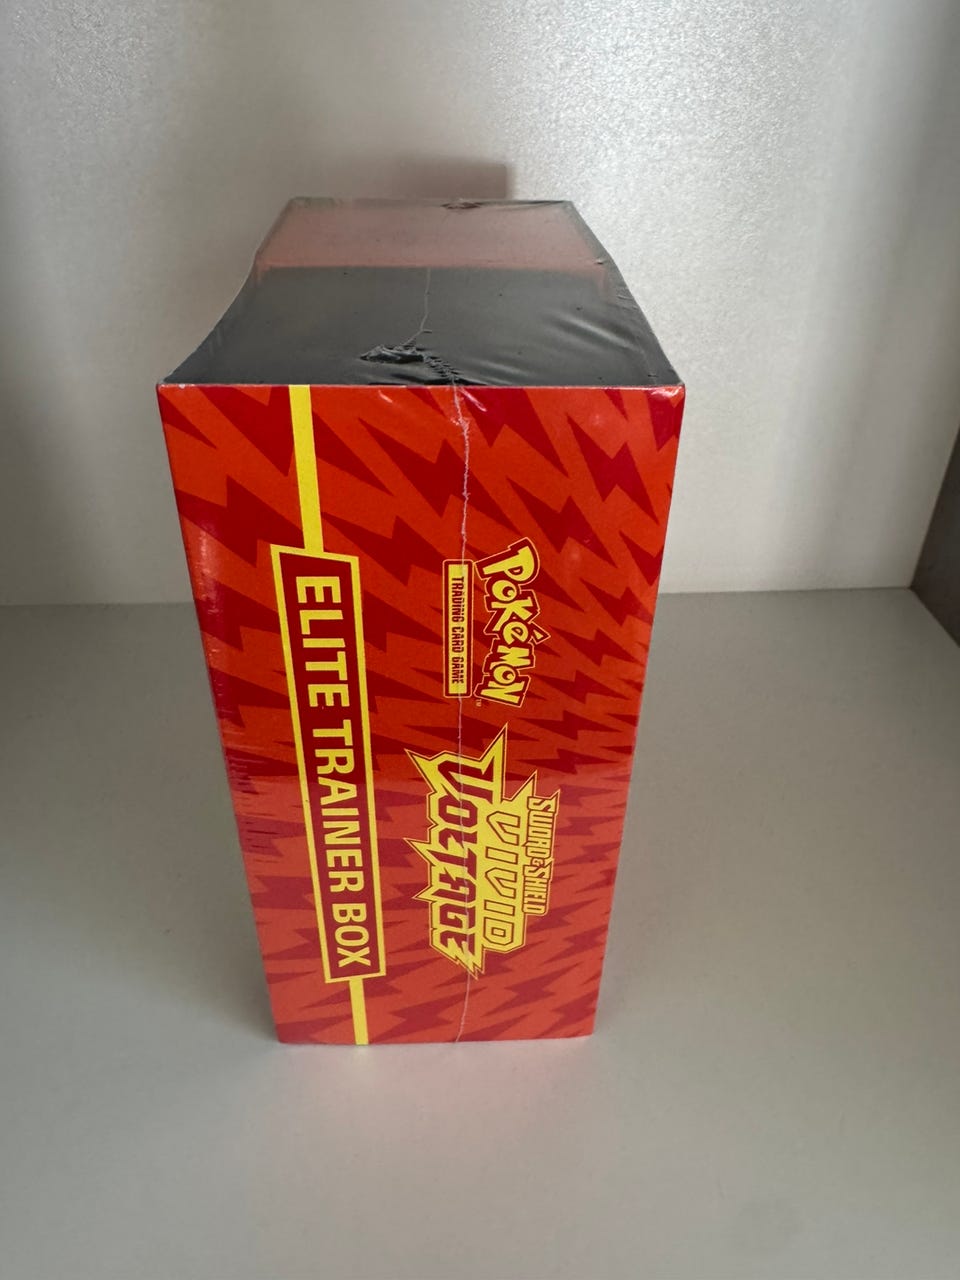 Pokémon
TRADING CARD GAME
SWORD & SHIELD
VIVID
VOLTAGE
ELITE TRAINER BOX